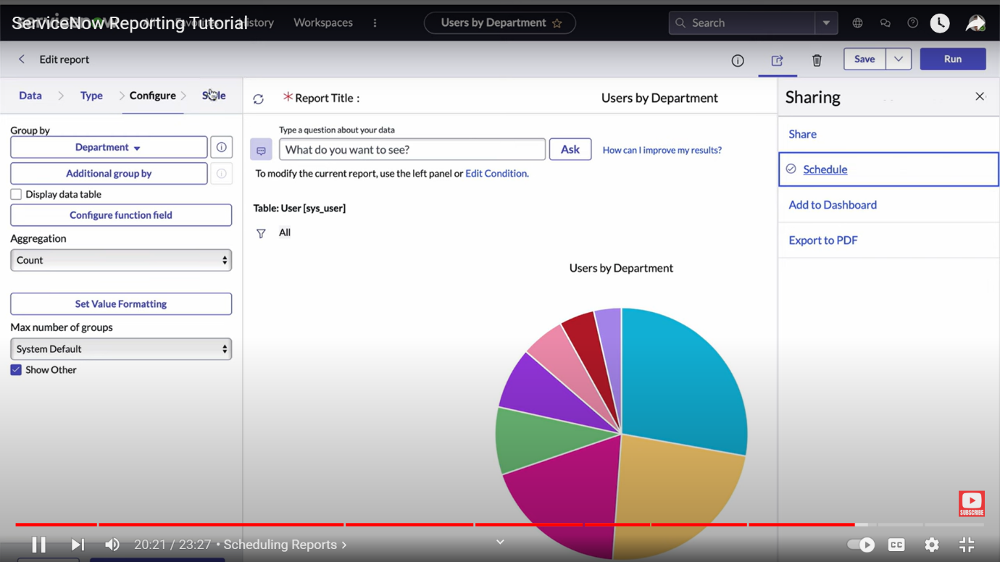 ServiceNow Reporting Tutorial
History
Workspaces
Users by Department
Search
Edit report
Save
Run
Data
Type
Configure
Report Title :
Users by Department
Sharing
Group by
Department
Additional group by
Display data table
Configure function field
Aggregation
Count
Set Value Formatting
Max number of groups
System Default
Show Other
Type a question about your data
What do you want to see?
Ask
How can I improve my results?
To modify the current report, use the left panel or Edit Condition.
Table: User [sys_user]
All
Users by Department
Share
Schedule
Add to Dashboard
Export to PDF
SUBSCRIBE
20:21 / 23:27 • Scheduling Reports
CC